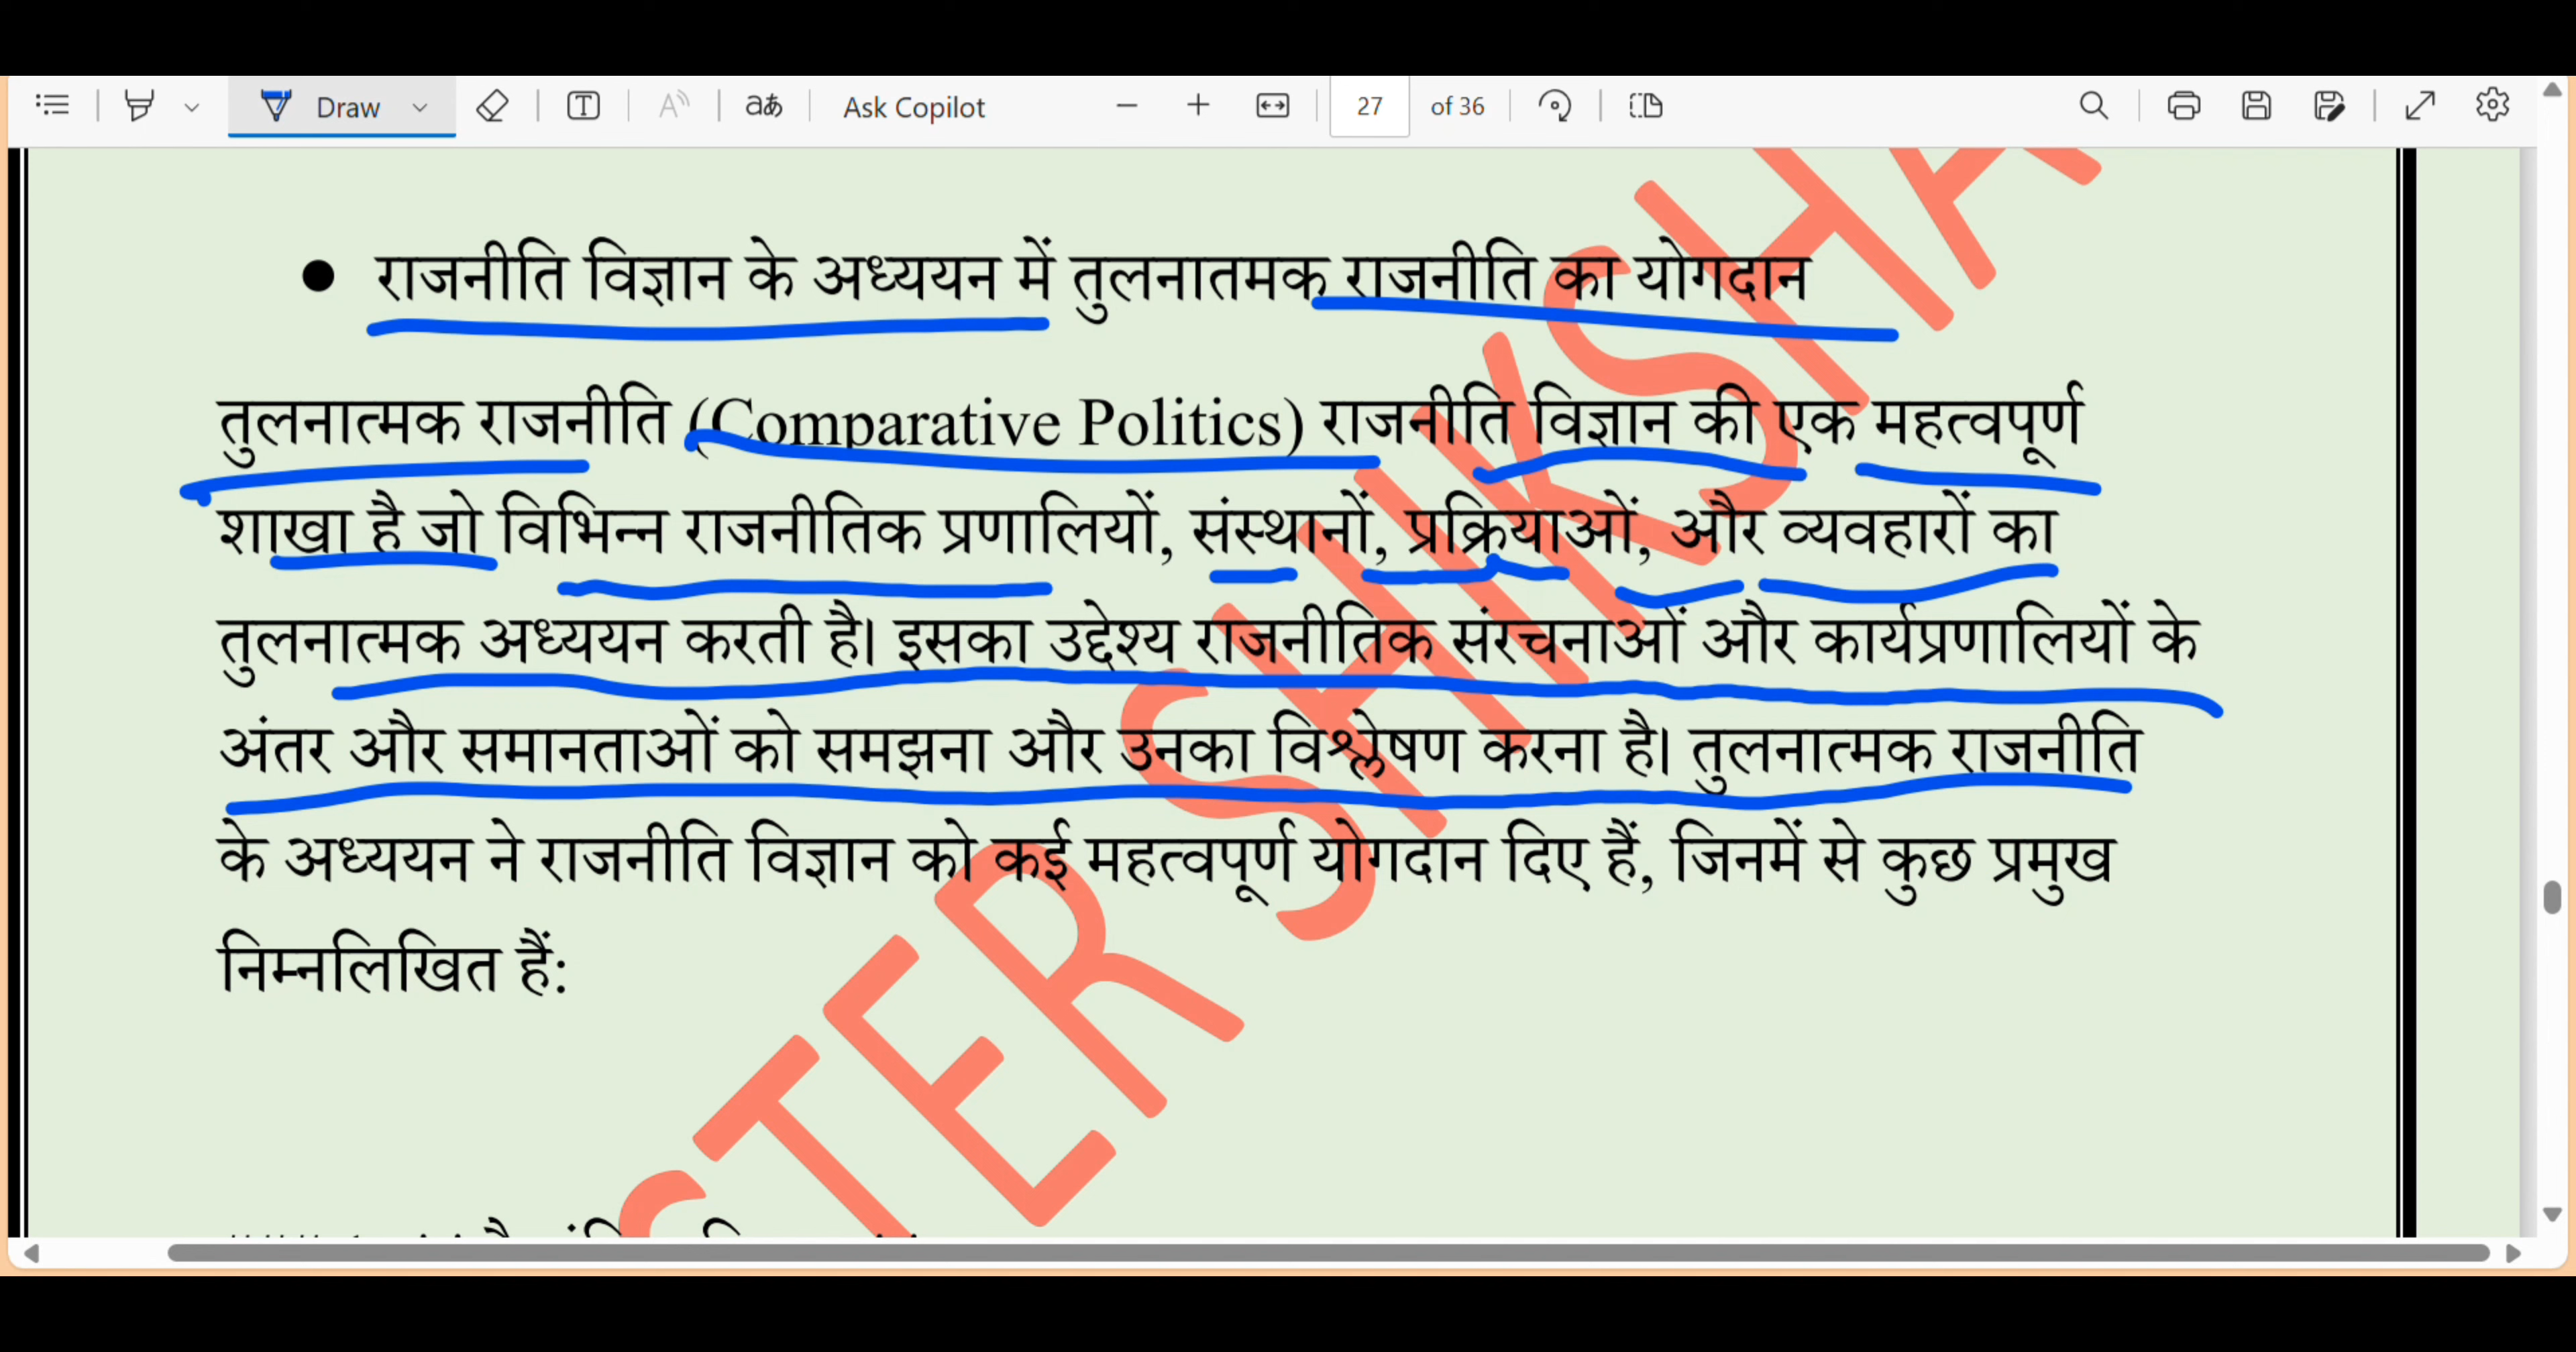 Draw
Ask Copilot
27 of 36
● राजनीति विज्ञान के अध्ययन में तुलनातमक राजनीति का योगदान
तुलनात्मक राजनीति (Comparative Politics) राजनीति विज्ञान की एक महत्वपूर्ण
शाखा है जो विभिन्न राजनीतिक प्रणालियों, संस्थानों, प्रक्रियाओं, और व्यवहारों का
तुलनात्मक अध्ययन करती है। इसका उद्देश्य राजनीतिक संरचनाओं और कार्यप्रणालियों के
अंतर और समानताओं को समझना और उनका विश्लेषण करना है। तुलनात्मक राजनीति
के अध्ययन ने राजनीति विज्ञान को कई महत्वपूर्ण योगदान दिए हैं, जिनमें से कुछ प्रमुख
निम्नलिखित हैं:
STER SHIKSHA